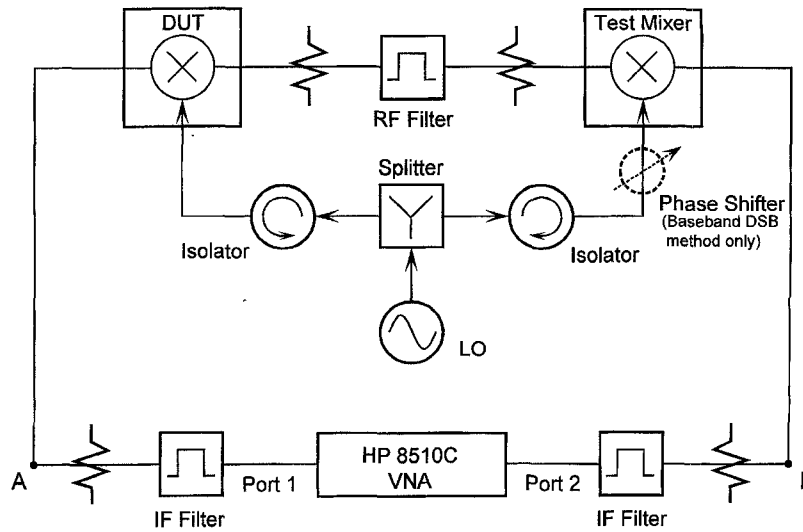 DUT
Test Mixer
RF Filter
Splitter
Isolator
Isolator
Phase Shifter
(Baseband DSB
method only)
LO
A
HP 8510C
VNA
Port 1
Port 2
IF Filter
IF Filter